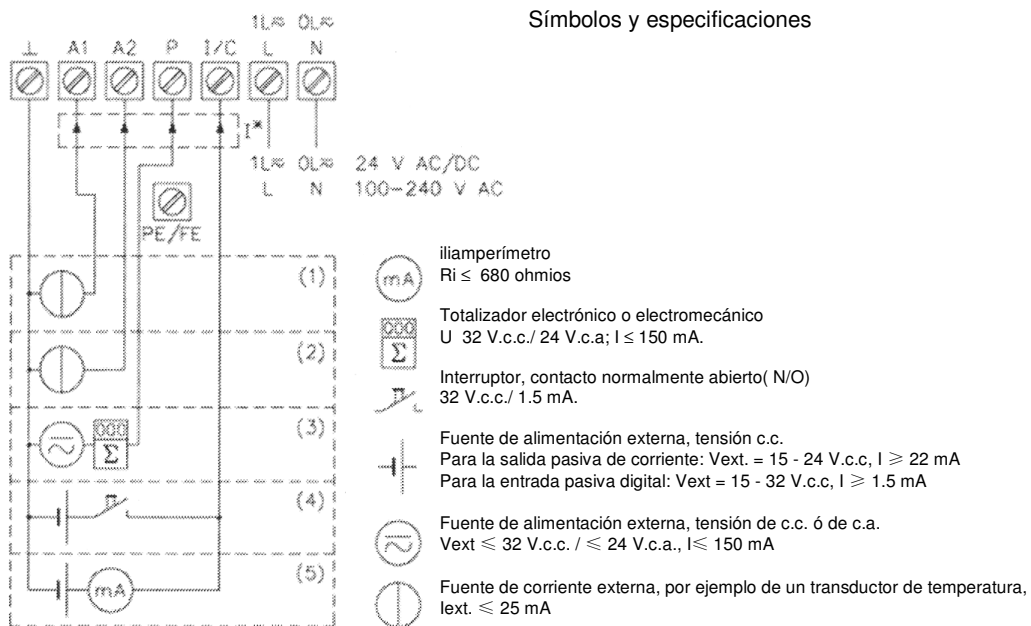 Símbolos y especificaciones
1L≂ 0L≂
⊥ A1 A2 P I/C L N
I*
1L≂ 0L≂ 24 V AC/DC
L N 100-240 V AC
PE/FE
(1)
(2)
(3)
000
Σ
(4)
(5)
mA
mA
iliamperímetro
Ri ≤ 680 ohmios
000
Σ
Totalizador electrónico o electromecánico
U 32 V.c.c./ 24 V.c.a; I ≤ 150 mA.
Interruptor, contacto normalmente abierto( N/O)
32 V.c.c./ 1.5 mA.
Fuente de alimentación externa, tensión c.c.
Para la salida pasiva de corriente: Vext. = 15 - 24 V.c.c, I ≥ 22 mA
Para la entrada pasiva digital: Vext = 15 - 32 V.c.c, I ≥ 1.5 mA
Fuente de alimentación externa, tensión de c.c. ó de c.a.
Vext ≤ 32 V.c.c. / ≤ 24 V.c.a., I≤ 150 mA
Fuente de corriente externa, por ejemplo de un transductor de temperatura,
Iext. ≤ 25 mA